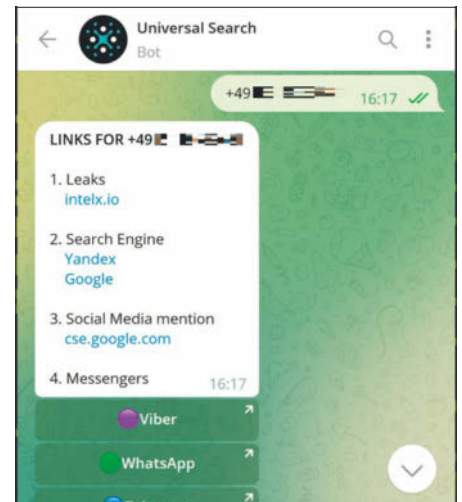 Universal Search
Bot
+49
16:17
LINKS FOR +49
1. Leaks
intelx.io
2. Search Engine
Yandex
Google
3. Social Media mention
cse.google.com
4. Messengers
16:17
Viber
WhatsApp